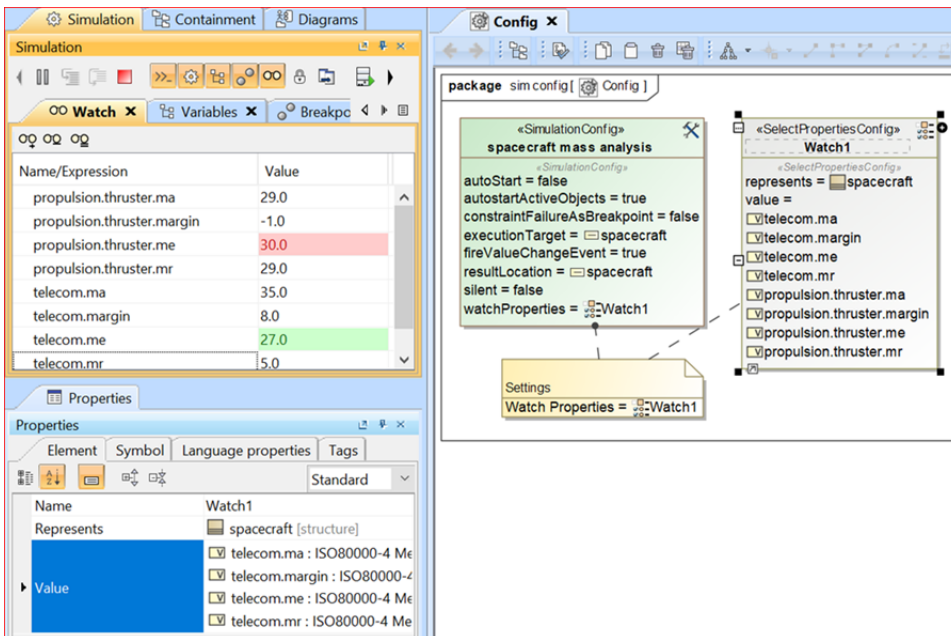 Simulation Containment Diagrams
Simulation
Watch Variables Breakpo
Name/Expression Value
propulsion.thruster.ma 29.0
propulsion.thruster.margin -1.0
propulsion.thruster.me 30.0
propulsion.thruster.mr 29.0
telecom.ma 35.0
telecom.margin 8.0
telecom.me 27.0
telecom.mr 5.0
Properties
Properties
Element Symbol Language properties Tags
Standard
Name Watch1
Represents spacecraft [structure]
Value
telecom.ma : ISO80000-4 Me
telecom.margin : ISO80000-4
telecom.me : ISO80000-4 Me
telecom.mr : ISO80000-4 Me
Config
package sim config[ Config ]
«SimulationConfig»
spacecraft mass analysis
«SimulationConfig»
autoStart = false
autostartActiveObjects = true
constraintFailureAsBreakpoint = false
executionTarget = spacecraft
fireValueChangeEvent = true
resultLocation = spacecraft
silent = false
watchProperties = Watch1
«SelectPropertiesConfig»
Watch1
«SelectPropertiesConfig»
represents = spacecraft
value =
telecom.ma
telecom.margin
telecom.me
telecom.mr
propulsion.thruster.ma
propulsion.thruster.margin
propulsion.thruster.me
propulsion.thruster.mr
Settings
Watch Properties = Watch1